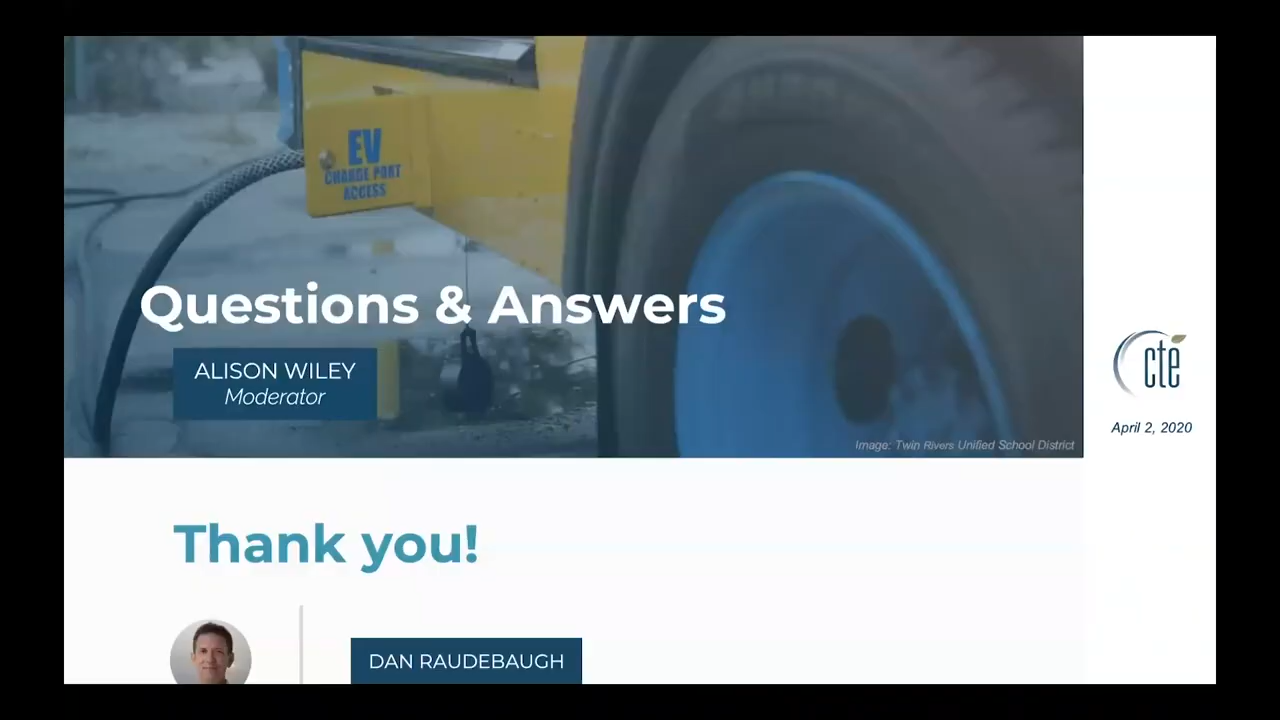 EV
CHARGE PORT
ACCESS
Questions & Answers
ALISON WILEY
Moderator
Image: Twin Rivers Unified School District
cte
April 2, 2020
Thank you!
DAN RAUDEBAUGH